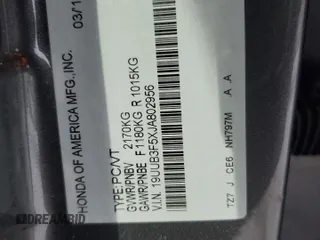 03/1
HONDA OF AMERICA MFG.,INC.
TYPE:PC/VT
GVWR/PNBV 2170KG
GAWR/PNBE F 1180KG R 1015KG
V.I.N. 19UUB3F5XJA802956
TZ7 J CE6 NH797M A A
DREAMBID